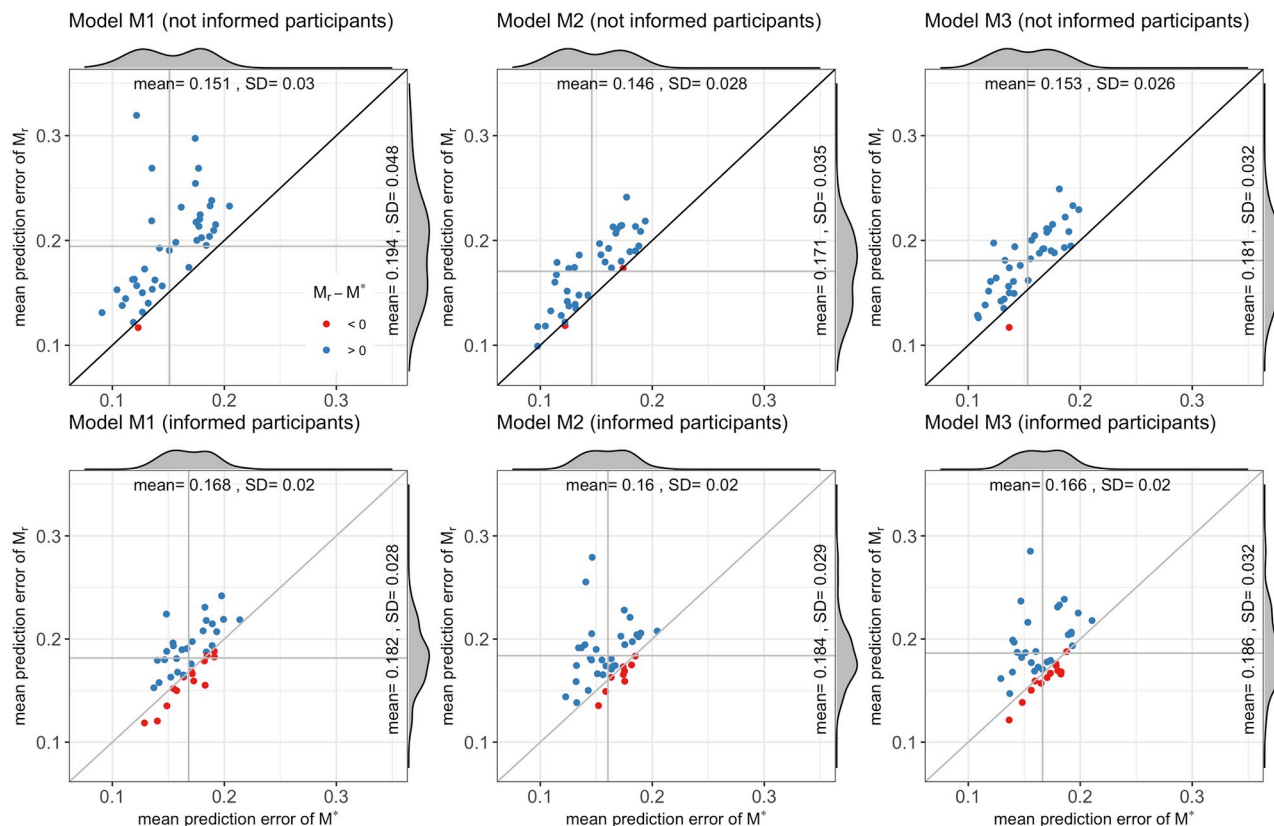 Model M1 (not informed participants)
Model M2 (not informed participants)
Model M3 (not informed participants)
mean= 0.151 , SD= 0.03
mean= 0.146 , SD= 0.028
mean= 0.153 , SD= 0.026
mean prediction error of Mr
0.3
0.2
0.1
mean= 0.194 , SD= 0.048
Mr − M*
< 0
> 0
0.1 0.2 0.3
mean prediction error of Mr
0.3
0.2
0.1
mean= 0.171 , SD= 0.035
0.1 0.2 0.3
mean prediction error of Mr
0.3
0.2
0.1
mean= 0.181 , SD= 0.032
0.1 0.2 0.3
Model M1 (informed participants)
Model M2 (informed participants)
Model M3 (informed participants)
mean= 0.168 , SD= 0.02
mean= 0.16 , SD= 0.02
mean= 0.166 , SD= 0.02
mean prediction error of Mr
0.3
0.2
0.1
mean= 0.182 , SD= 0.028
0.1 0.2 0.3
mean prediction error of M*
mean prediction error of Mr
0.3
0.2
0.1
mean= 0.184 , SD= 0.029
0.1 0.2 0.3
mean prediction error of M*
mean prediction error of Mr
0.3
0.2
0.1
mean= 0.186 , SD= 0.032
0.1 0.2 0.3
mean prediction error of M*